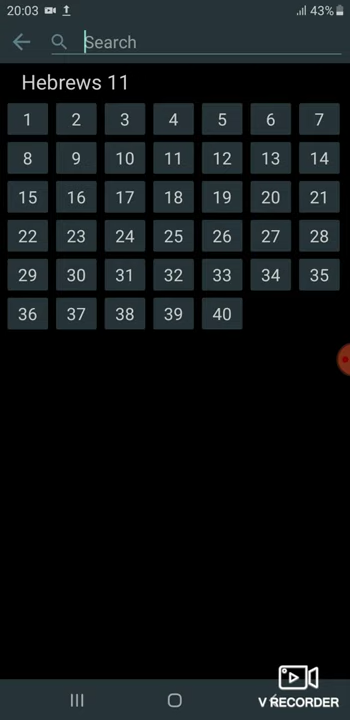 20:03 43%
Search
Hebrews 11
1 2 3 4 5 6 7
8 9 10 11 12 13 14
15 16 17 18 19 20 21
22 23 24 25 26 27 28
29 30 31 32 33 34 35
36 37 38 39 40
V RECORDER